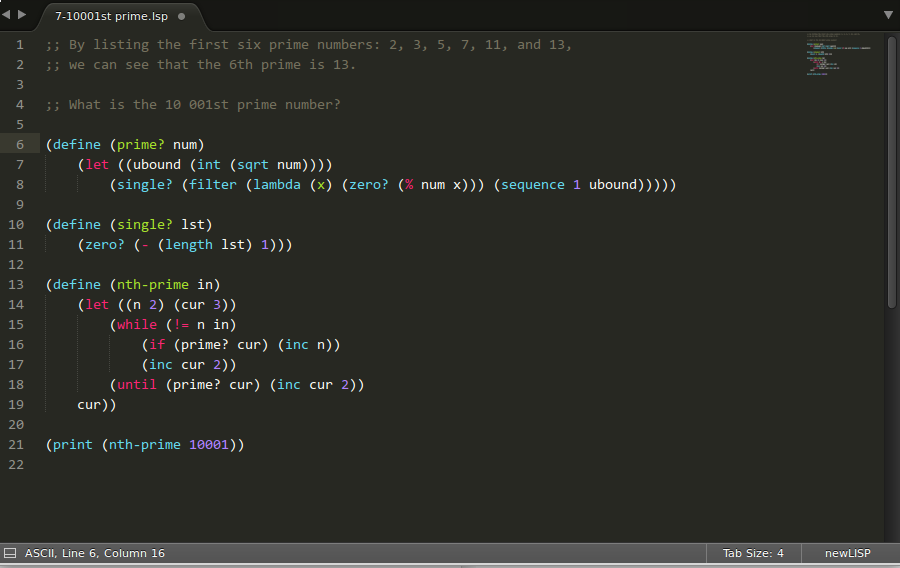 7-10001st prime.lsp
1 ;; By listing the first six prime numbers: 2, 3, 5, 7, 11, and 13,
2 ;; we can see that the 6th prime is 13.
3
4 ;; What is the 10 001st prime number?
5
6 (define (prime? num)
7     (let ((ubound (int (sqrt num))))
8         (single? (filter (lambda (x) (zero? (% num x))) (sequence 1 ubound)))))
9
10 (define (single? lst)
11     (zero? (- (length lst) 1)))
12
13 (define (nth-prime in)
14     (let ((n 2) (cur 3))
15         (while (!= n in)
16             (if (prime? cur) (inc n))
17             (inc cur 2))
18         (until (prime? cur) (inc cur 2))
19     cur))
20
21 (print (nth-prime 10001))
22
ASCII, Line 6, Column 16
Tab Size: 4
newLISP